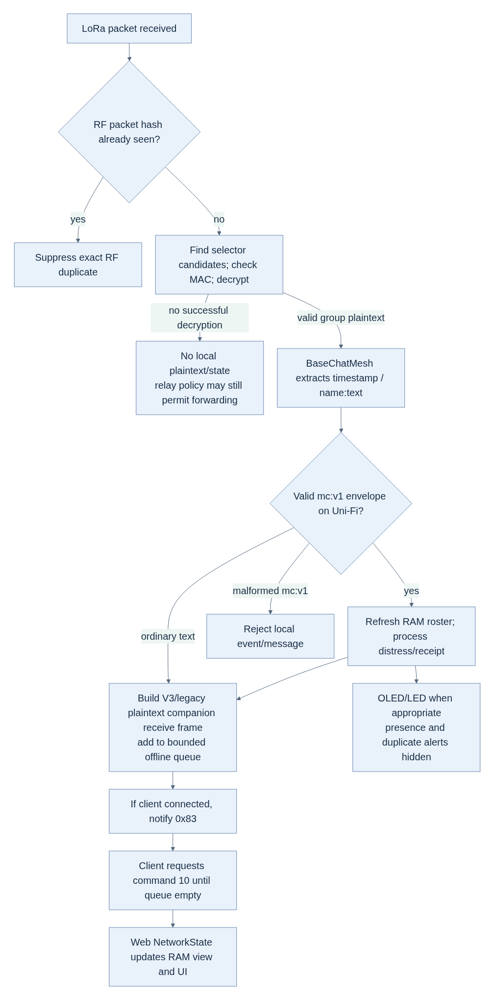 LoRa packet received
RF packet hash
already seen?
yes
no
Suppress exact RF
duplicate
Find selector
candidates; check
MAC; decrypt
no successful
decryption
valid group plaintext
No local
plaintext/state
relay policy may still
permit forwarding
BaseChatMesh
extracts timestamp /
name:text
Valid mc:v1 envelope
on Uni-Fi?
malformed mc:v1
yes
ordinary text
Reject local
event/message
Refresh RAM roster;
process
distress/receipt
Build V3/legacy
plaintext companion
receive frame
add to bounded
offline queue
OLED/LED when
appropriate
presence and
duplicate alerts
hidden
If client connected,
notify 0x83
Client requests
command 10 until
queue empty
Web NetworkState
updates RAM view
and UI